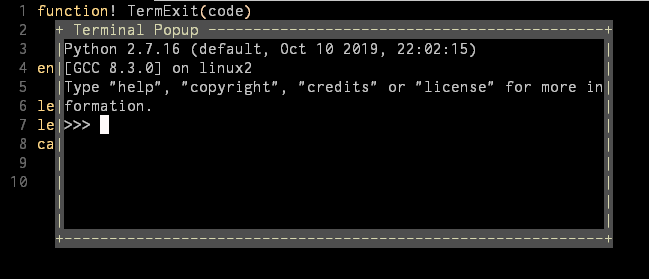 1 function! TermExit(code)
2 + Terminal Popup ------------------------------------------+
3 |Python 2.7.16 (default, Oct 10 2019, 22:02:15)
4 en|[GCC 8.3.0] on linux2
5 |Type "help", "copyright", "credits" or "license" for more in|
6 le|formation.
7 le|>>>
8 ca|
9
10